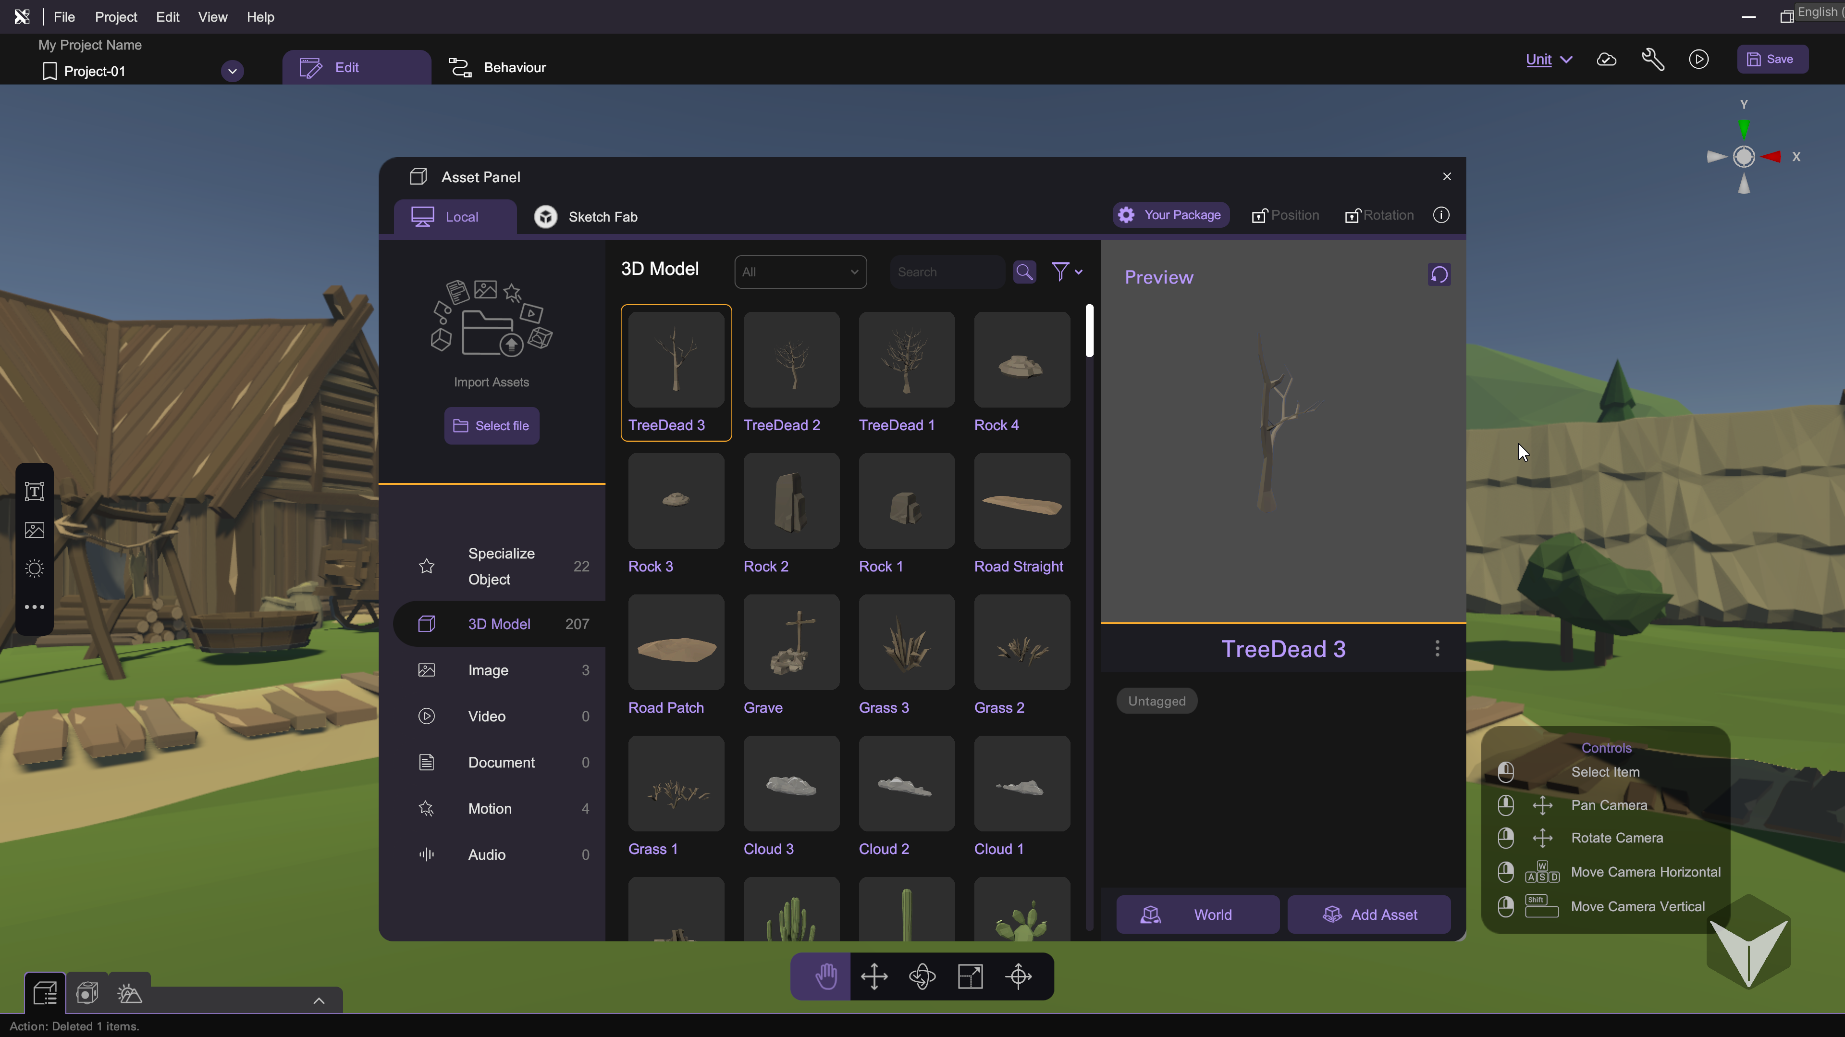 File Project Edit View Help
English (
My Project Name
Project-01
Edit
Behaviour
Unit
Save
Y
X
Asset Panel
Local
Sketch Fab
Your Package
Position
Rotation
Import Assets
Select file
Specialize
Object
22
3D Model 207
Image 3
Video 0
Document 0
Motion 4
Audio 0
3D Model
All
Search
TreeDead 3
TreeDead 2
TreeDead 1
Rock 4
Rock 3
Rock 2
Rock 1
Road Straight
Road Patch
Grave
Grass 3
Grass 2
Grass 1
Cloud 3
Cloud 2
Cloud 1
Preview
TreeDead 3
Untagged
World
Add Asset
Controls
Select Item
Pan Camera
Rotate Camera
W
A S D
Move Camera Horizontal
Shift
Move Camera Vertical
Action: Deleted 1 items.